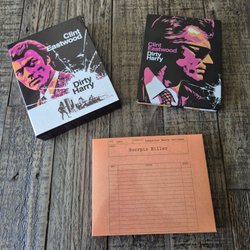 Clint
Eastwood
Dirty
Harry
Clint
Eastwood
Dirty
Harry
Scorpio Killer